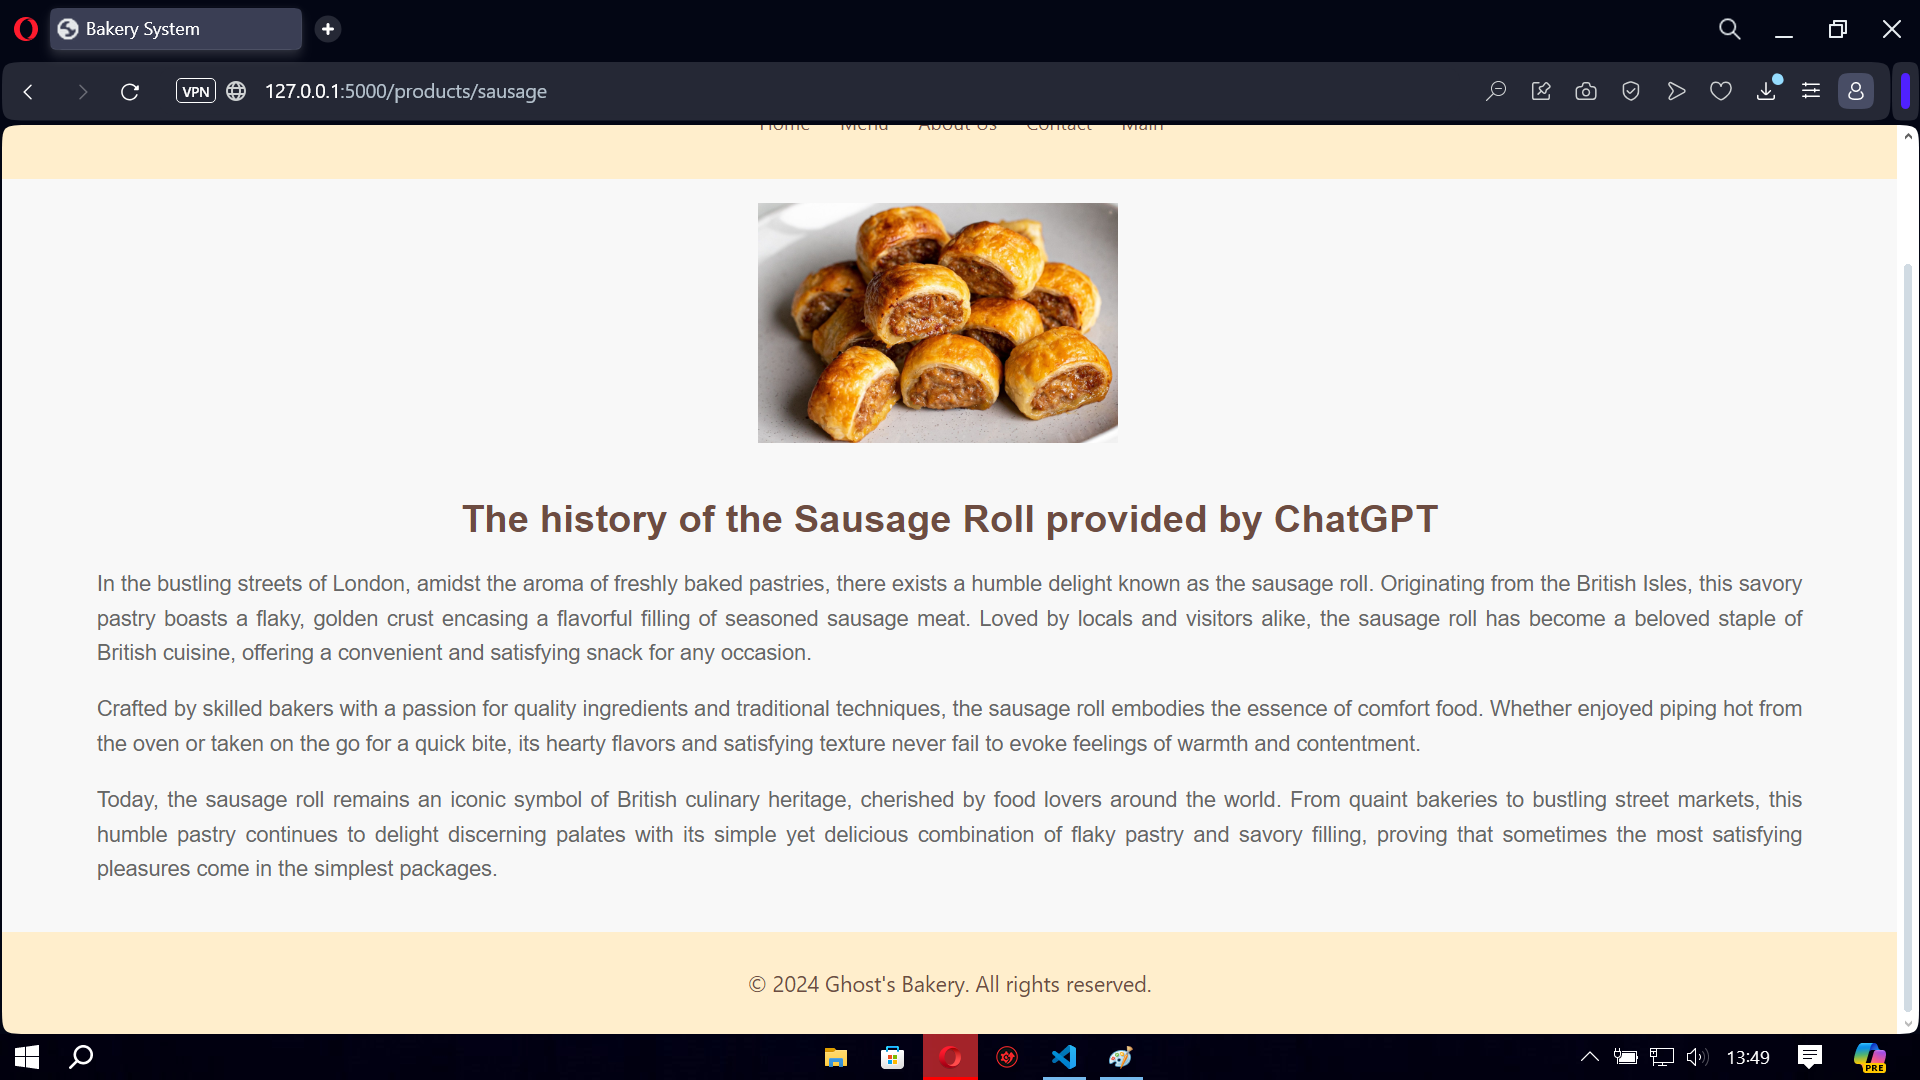 Bakery System
VPN
127.0.0.1:5000/products/sausage
Home Menu About Us Contact Main
The history of the Sausage Roll provided by ChatGPT
In the bustling streets of London, amidst the aroma of freshly baked pastries, there exists a humble delight known as the sausage roll. Originating from the British Isles, this savory
pastry boasts a flaky, golden crust encasing a flavorful filling of seasoned sausage meat. Loved by locals and visitors alike, the sausage roll has become a beloved staple of
British cuisine, offering a convenient and satisfying snack for any occasion.
Crafted by skilled bakers with a passion for quality ingredients and traditional techniques, the sausage roll embodies the essence of comfort food. Whether enjoyed piping hot from
the oven or taken on the go for a quick bite, its hearty flavors and satisfying texture never fail to evoke feelings of warmth and contentment.
Today, the sausage roll remains an iconic symbol of British culinary heritage, cherished by food lovers around the world. From quaint bakeries to bustling street markets, this
humble pastry continues to delight discerning palates with its simple yet delicious combination of flaky pastry and savory filling, proving that sometimes the most satisfying
pleasures come in the simplest packages.
© 2024 Ghost's Bakery. All rights reserved.
13:49
PRE